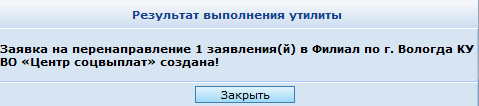 Результат выполнения утилиты
Заявка на перенаправление 1 заявления(й) в Филиал по г. Вологда КУ
ВО «Центр соцвыплат» создана!
Закрыть